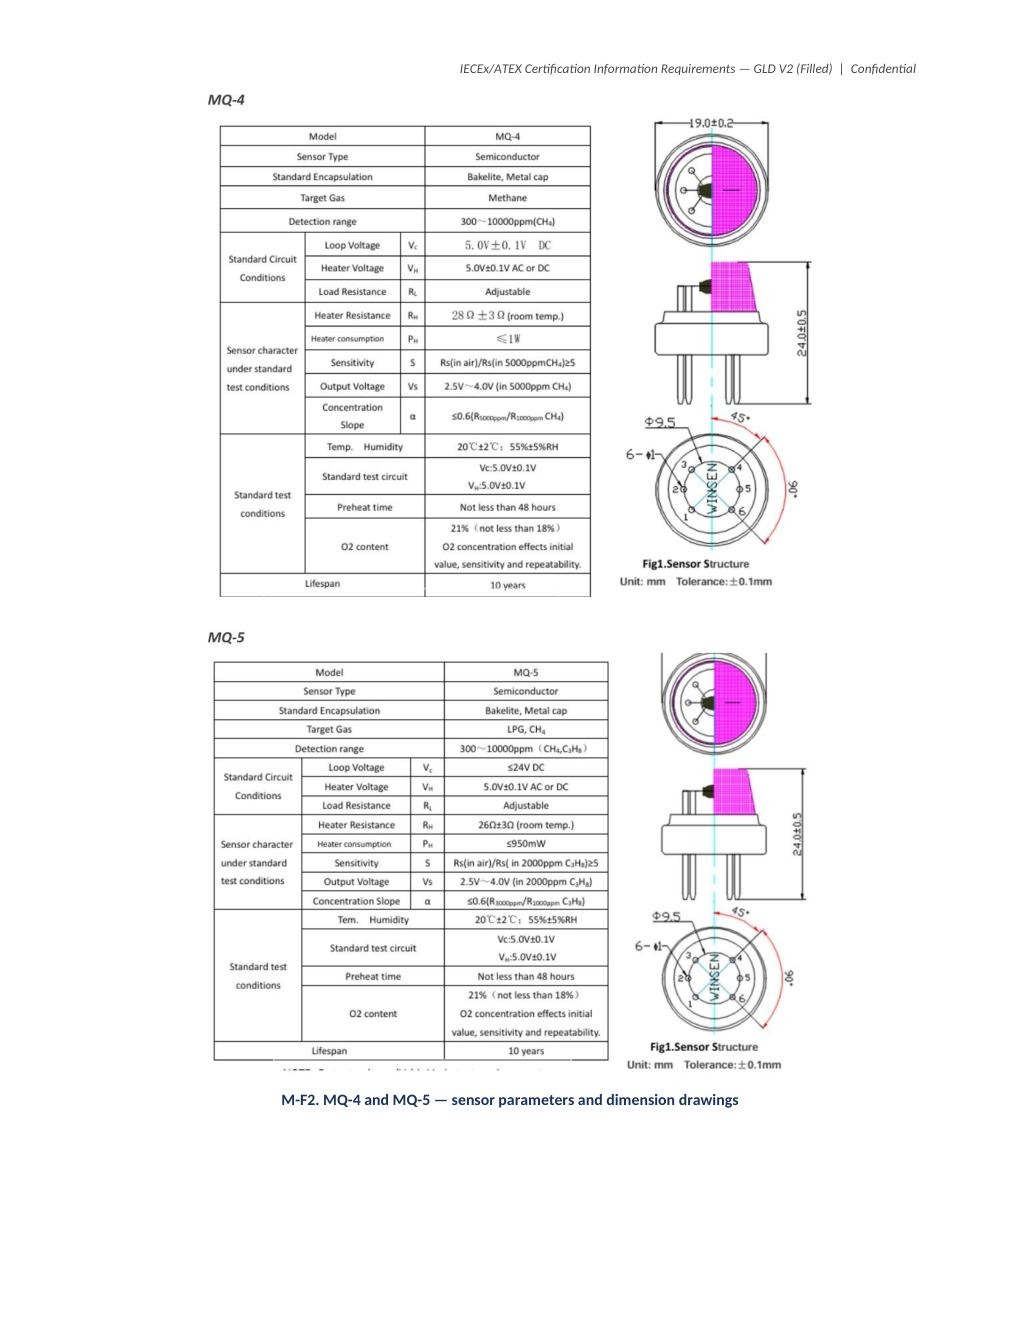 IECEx/ATEX Certification Information Requirements — GLD V2 (Filled) | Confidential
MQ-4
Model MQ-4
Sensor Type Semiconductor
Standard Encapsulation Bakelite, Metal cap
Target Gas Methane
Detection range 300～10000ppm(CH₄)
Standard Circuit Conditions
Loop Voltage Vc 5.0V±0.1V DC
Heater Voltage VH 5.0V±0.1V AC or DC
Load Resistance RL Adjustable
Sensor character under standard test conditions
Heater Resistance RH 28Ω±3Ω(room temp.)
Heater consumption PH ≤1W
Sensitivity S Rs(in air)/Rs(in 5000ppmCH₄)≥5
Output Voltage Vs 2.5V～4.0V (in 5000ppm CH₄)
Concentration Slope α ≤0.6(R5000ppm/R1000ppm CH₄)
Standard test conditions
Temp. Humidity 20℃±2℃；55%±5%RH
Standard test circuit Vc:5.0V±0.1V
VH:5.0V±0.1V
Preheat time Not less than 48 hours
O2 content 21%（not less than 18%）
O2 concentration effects initial
value, sensitivity and repeatability.
Lifespan 10 years
19.0±0.2
24.0±0.5
Φ9.5
45°
6-ϕ1
90°
3
4
2
5
1
6
WINSEN
Fig1.Sensor Structure
Unit: mm Tolerance:±0.1mm
MQ-5
Model MQ-5
Sensor Type Semiconductor
Standard Encapsulation Bakelite, Metal cap
Target Gas LPG, CH₄
Detection range 300～10000ppm（CH₄,C₃H₈）
Standard Circuit Conditions
Loop Voltage Vc ≤24V DC
Heater Voltage VH 5.0V±0.1V AC or DC
Load Resistance RL Adjustable
Sensor character under standard test conditions
Heater Resistance RH 26Ω±3Ω (room temp.)
Heater consumption PH ≤950mW
Sensitivity S Rs(in air)/Rs( in 2000ppm C₃H₈)≥5
Output Voltage Vs 2.5V～4.0V (in 2000ppm C₃H₈)
Concentration Slope α ≤0.6(R3000ppm/R1000ppm C₃H₈)
Standard test conditions
Tem. Humidity 20℃±2℃；55%±5%RH
Standard test circuit Vc:5.0V±0.1V
VH:5.0V±0.1V
Preheat time Not less than 48 hours
O2 content 21%（not less than 18%）
O2 concentration effects initial
value, sensitivity and repeatability.
Lifespan 10 years
24.0±0.5
Φ9.5
45°
6-ϕ1
90°
3
4
2
5
1
6
WINSEN
Fig1.Sensor Structure
Unit: mm Tolerance:±0.1mm
M-F2. MQ-4 and MQ-5 — sensor parameters and dimension drawings